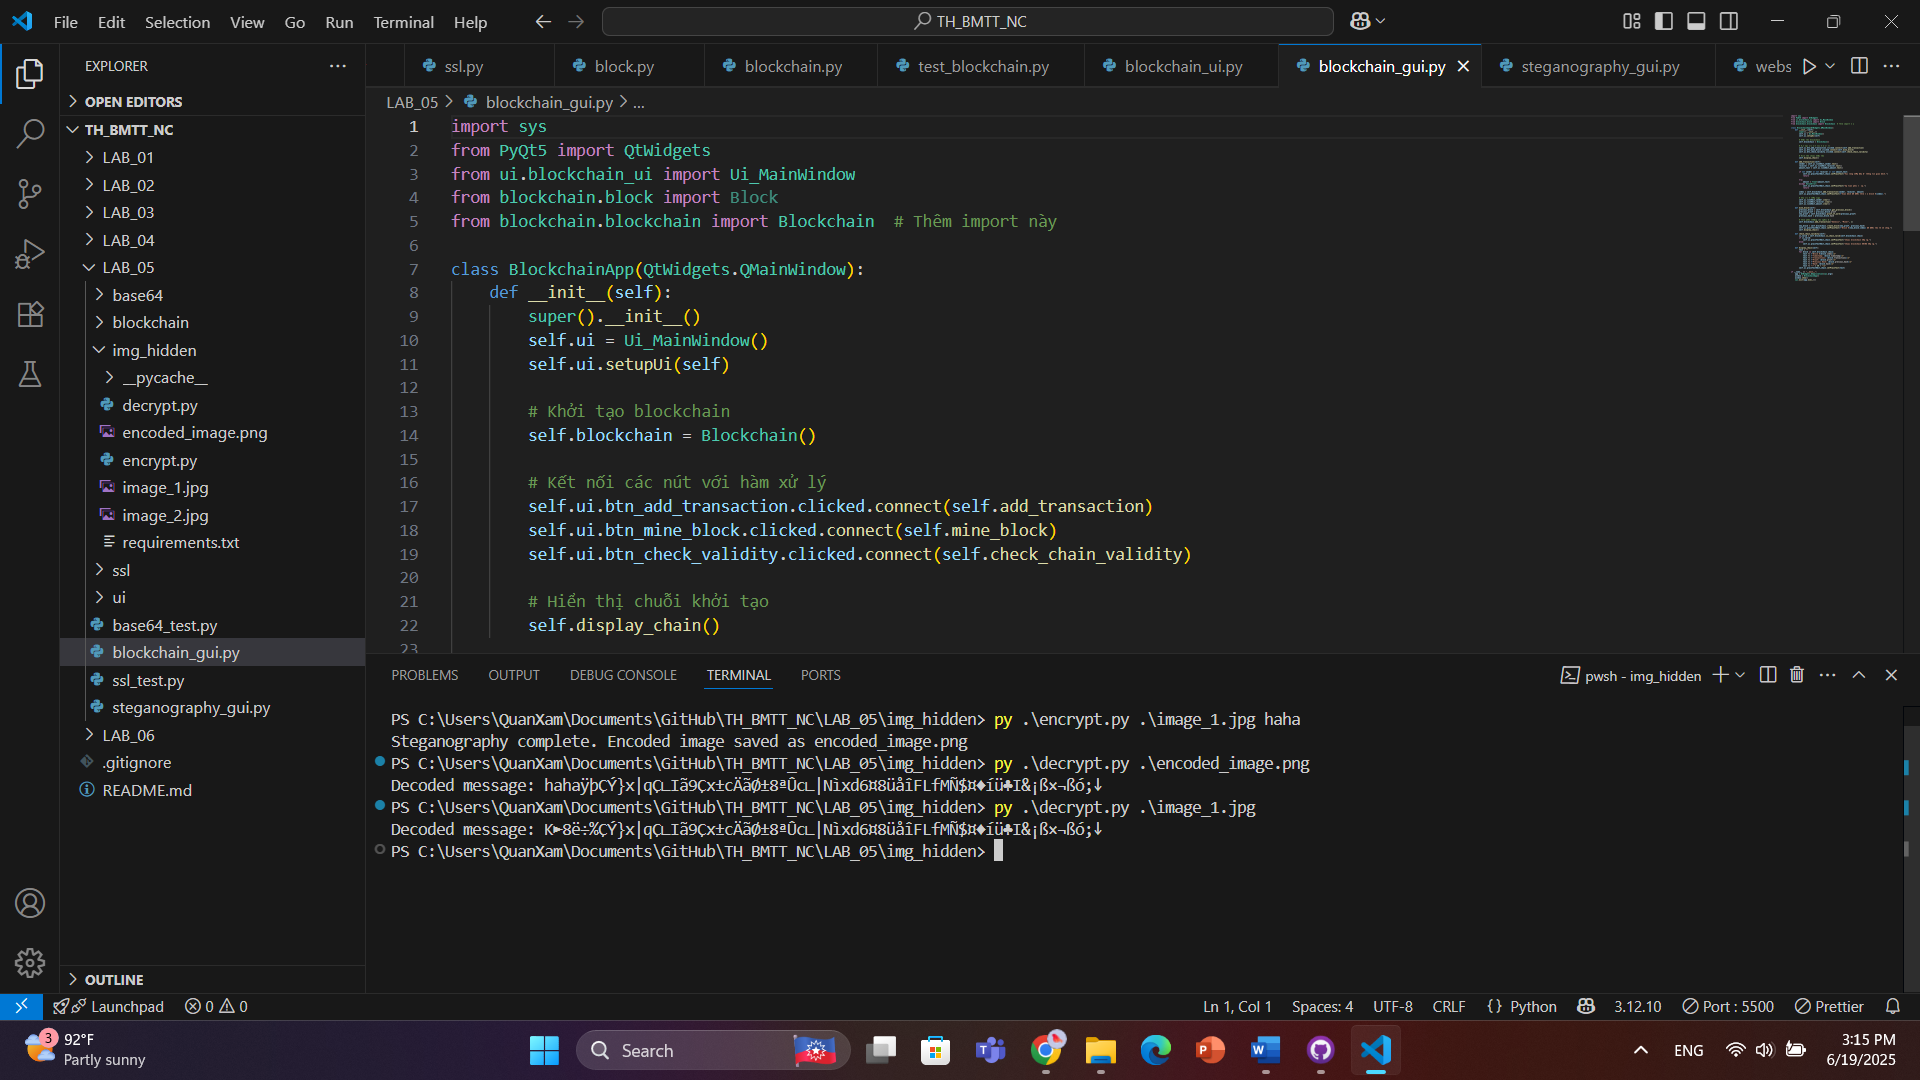 File Edit Selection View Go Run Terminal Help
TH_BMTT_NC
EXPLORER
OPEN EDITORS
TH_BMTT_NC
LAB_01
LAB_02
LAB_03
LAB_04
LAB_05
base64
blockchain
img_hidden
__pycache__
decrypt.py
encoded_image.png
encrypt.py
image_1.jpg
image_2.jpg
requirements.txt
ssl
ui
base64_test.py
blockchain_gui.py
ssl_test.py
steganography_gui.py
LAB_06
.gitignore
README.md
OUTLINE
ssl.py block.py blockchain.py test_blockchain.py blockchain_ui.py blockchain_gui.py steganography_gui.py webs
LAB_05 > blockchain_gui.py > ...
1 import sys
2 from PyQt5 import QtWidgets
3 from ui.blockchain_ui import Ui_MainWindow
4 from blockchain.block import Block
5 from blockchain.blockchain import Blockchain # Thêm import này
6
7 class BlockchainApp(QtWidgets.QMainWindow):
8 def __init__(self):
9 super().__init__()
10 self.ui = Ui_MainWindow()
11 self.ui.setupUi(self)
12
13 # Khởi tạo blockchain
14 self.blockchain = Blockchain()
15
16 # Kết nối các nút với hàm xử lý
17 self.ui.btn_add_transaction.clicked.connect(self.add_transaction)
18 self.ui.btn_mine_block.clicked.connect(self.mine_block)
19 self.ui.btn_check_validity.clicked.connect(self.check_chain_validity)
20
21 # Hiển thị chuỗi khởi tạo
22 self.display_chain()
23
PROBLEMS OUTPUT DEBUG CONSOLE TERMINAL PORTS
pwsh - img_hidden
PS C:\Users\QuanXam\Documents\GitHub\TH_BMTT_NC\LAB_05\img_hidden> py .\encrypt.py .\image_1.jpg haha
Steganography complete. Encoded image saved as encoded_image.png
PS C:\Users\QuanXam\Documents\GitHub\TH_BMTT_NC\LAB_05\img_hidden> py .\decrypt.py .\encoded_image.png
Decoded message:
PS C:\Users\QuanXam\Documents\GitHub\TH_BMTT_NC\LAB_05\img_hidden> py .\decrypt.py .\image_1.jpg
Decoded message:
PS C:\Users\QuanXam\Documents\GitHub\TH_BMTT_NC\LAB_05\img_hidden>
Launchpad 0 0
Ln 1, Col 1 Spaces: 4 UTF-8 CRLF {} Python 3.12.10 Port : 5500 Prettier
3
92°F
Partly sunny
Search
ENG
3:15 PM
6/19/2025